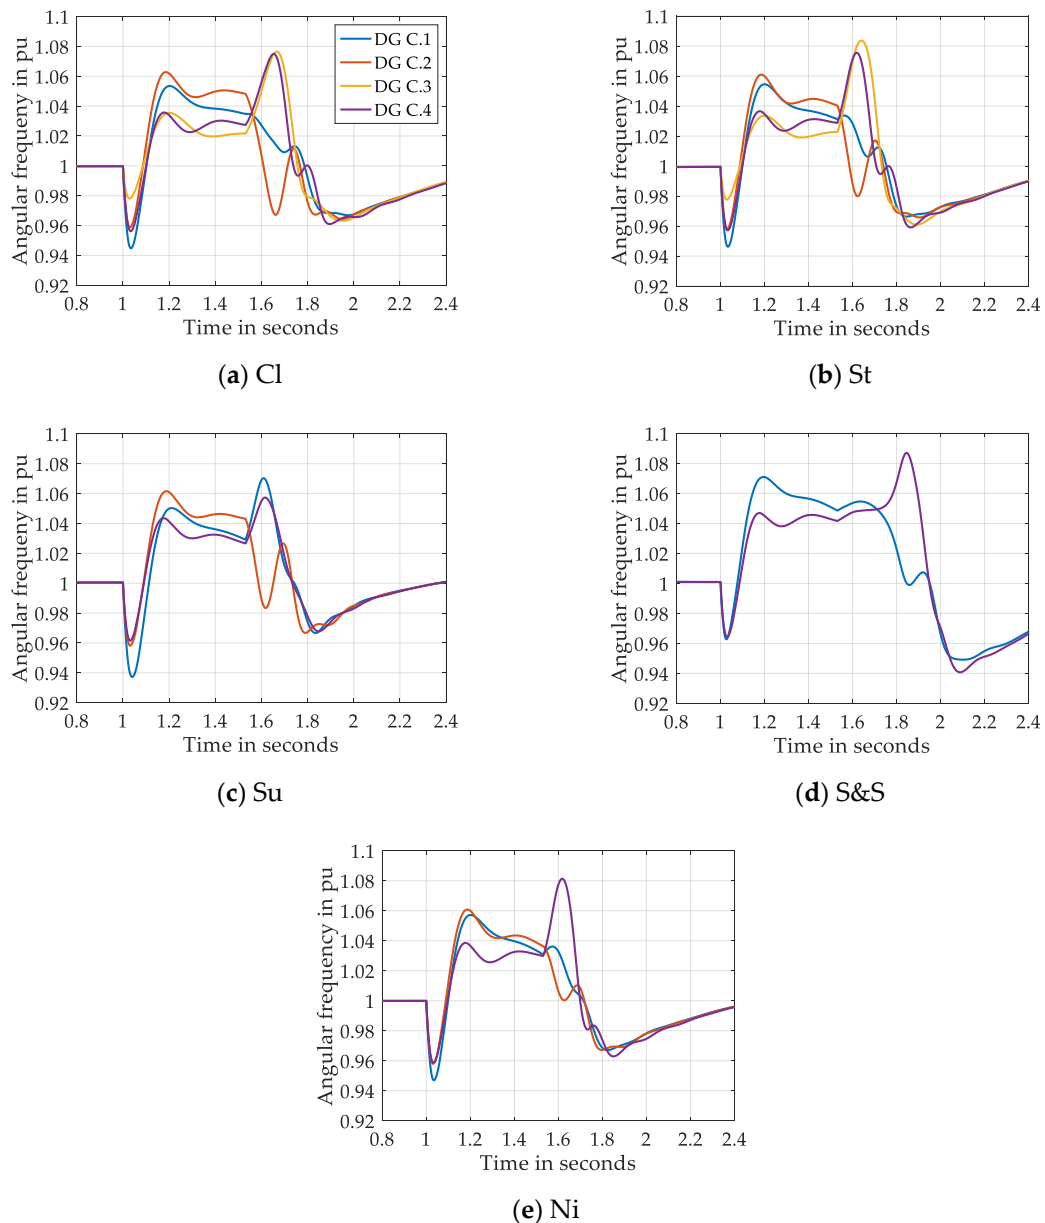 1.1
1.08
1.06
1.04
1.02
1
0.98
0.96
0.94
0.92
Angular frequeny in pu
DG C.1
DG C.2
DG C.3
DG C.4
0.8 1 1.2 1.4 1.6 1.8 2 2.2 2.4
Time in seconds
(a) Cl
1.1
1.08
1.06
1.04
1.02
1
0.98
0.96
0.94
0.92
Angular frequeny in pu
0.8 1 1.2 1.4 1.6 1.8 2 2.2 2.4
Time in seconds
(b) St
1.1
1.08
1.06
1.04
1.02
1
0.98
0.96
0.94
0.92
Angular frequeny in pu
0.8 1 1.2 1.4 1.6 1.8 2 2.2 2.4
Time in seconds
(c) Su
1.1
1.08
1.06
1.04
1.02
1
0.98
0.96
0.94
0.92
Angular frequeny in pu
0.8 1 1.2 1.4 1.6 1.8 2 2.2 2.4
Time in seconds
(d) S&S
1.1
1.08
1.06
1.04
1.02
1
0.98
0.96
0.94
0.92
Angular frequency in pu
0.8 1 1.2 1.4 1.6 1.8 2 2.2 2.4
Time in seconds
(e) Ni